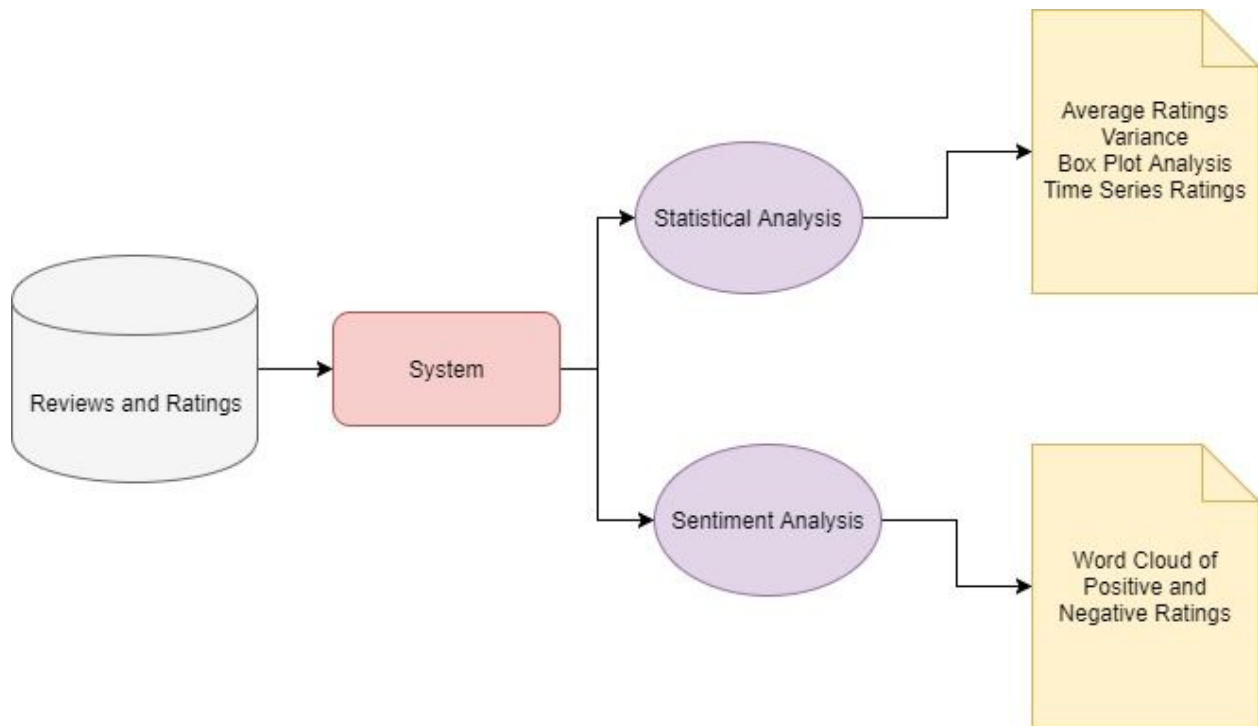 Reviews and Ratings
System
Statistical Analysis
Average Ratings
Variance
Box Plot Analysis
Time Series Ratings
Sentiment Analysis
Word Cloud of
Positive and
Negative Ratings